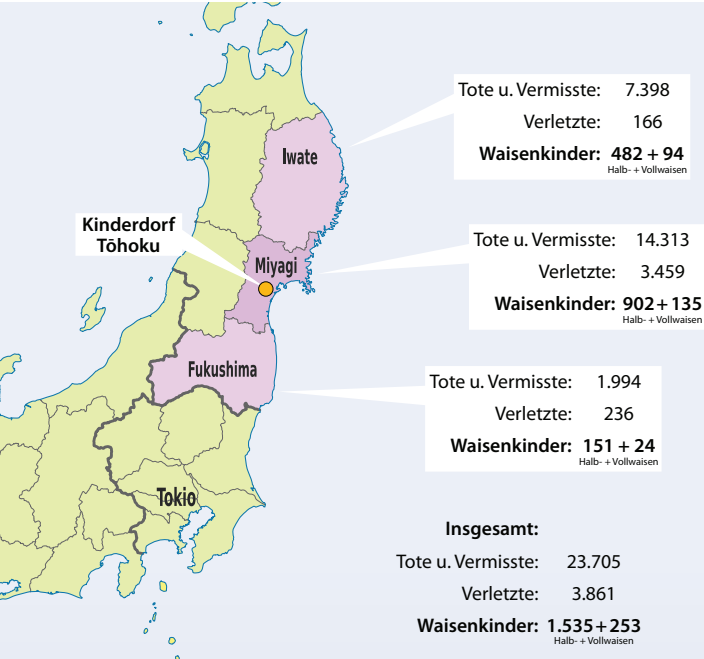 Tote u. Vermisste: 7.398
Verletzte: 166
Waisenkinder: 482 + 94
Halb- + Vollwaisen
Iwate
Kinderdorf
Tōhoku
Tote u. Vermisste: 14.313
Verletzte: 3.459
Waisenkinder: 902 + 135
Halb- + Vollwaisen
Miyagi
Fukushima
Tote u. Vermisste: 1.994
Verletzte: 236
Waisenkinder: 151 + 24
Halb- + Vollwaisen
Tokio
Insgesamt:
Tote u. Vermisste: 23.705
Verletzte: 3.861
Waisenkinder: 1.535 + 253
Halb- + Vollwaisen